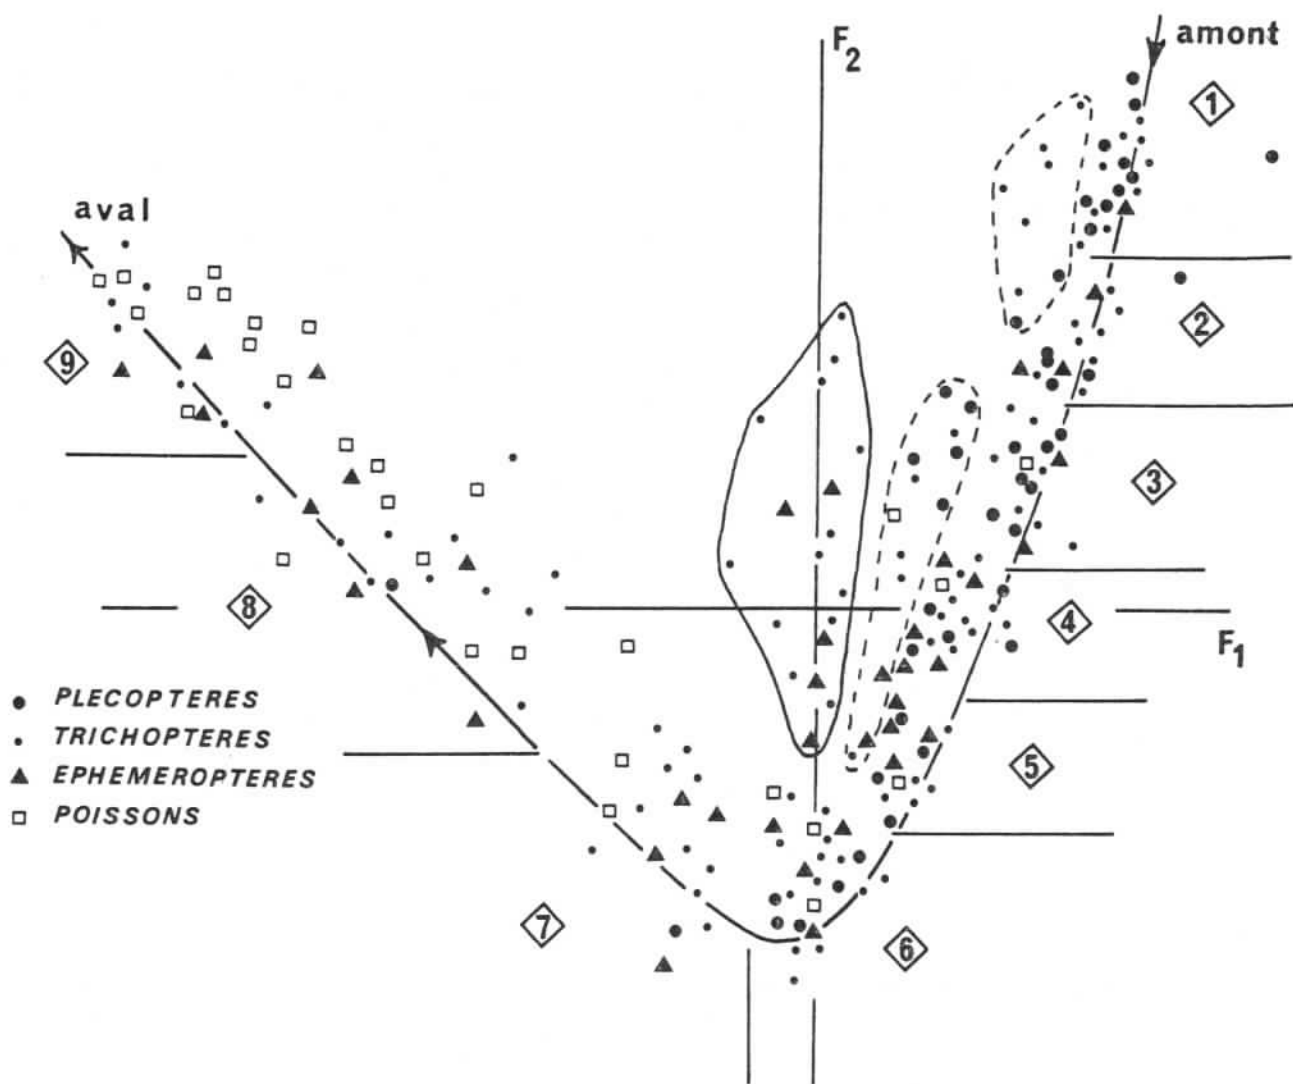 amont
F2
1
aval
2
9
3
8
4
F1
PLECOPTERES
TRICHOPTERES
5
EPHEMEROPTERES
POISSONS
7
6